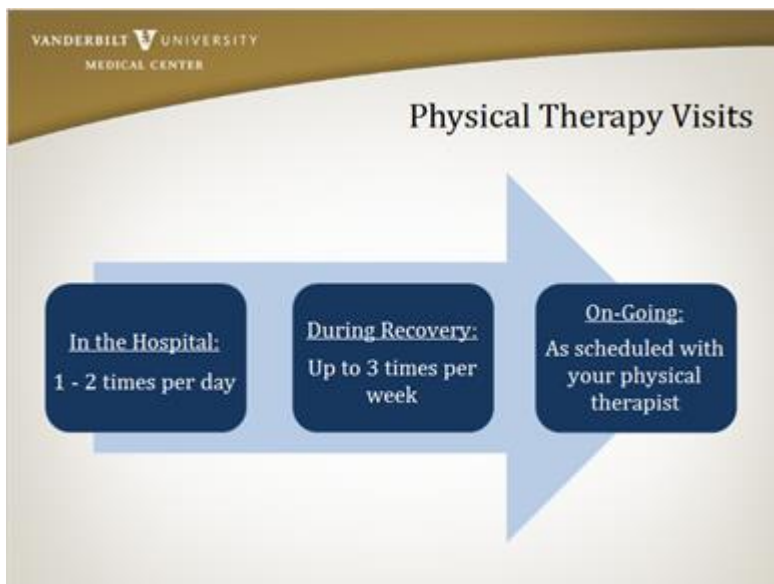 VANDERBILT UNIVERSITY
MEDICAL CENTER
Physical Therapy Visits
In the Hospital:
1 - 2 times per day
During Recovery:
Up to 3 times per
week
On-Going:
As scheduled with
your physical
therapist